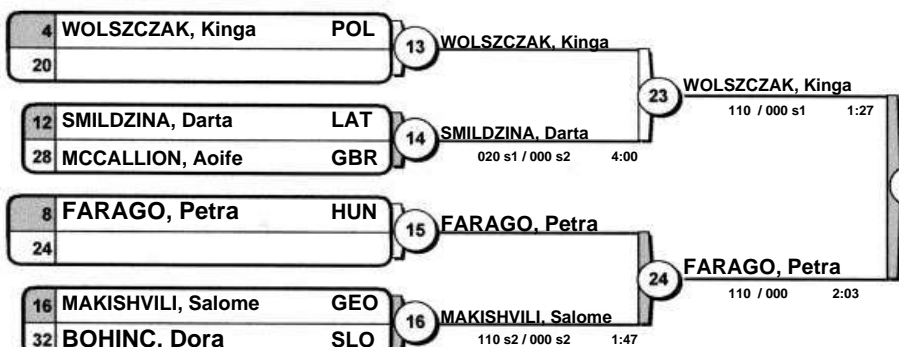 4 WOLSZCZAK, Kinga POL
20
13 WOLSZCZAK, Kinga
12 SMILDZINA, Darta LAT
28 MCCALLION, Aoife GBR
14 SMILDZINA, Darta
020 s1 / 000 s2 4:00
23 WOLSZCZAK, Kinga
110 / 000 s1 1:27
8 FARAGO, Petra HUN
24
15 FARAGO, Petra
16 MAKISHVILI, Salome GEO
32 BOHINC, Dora SLO
16 MAKISHVILI, Salome
110 s2 / 000 s2 1:47
24 FARAGO, Petra
110 / 000 2:03